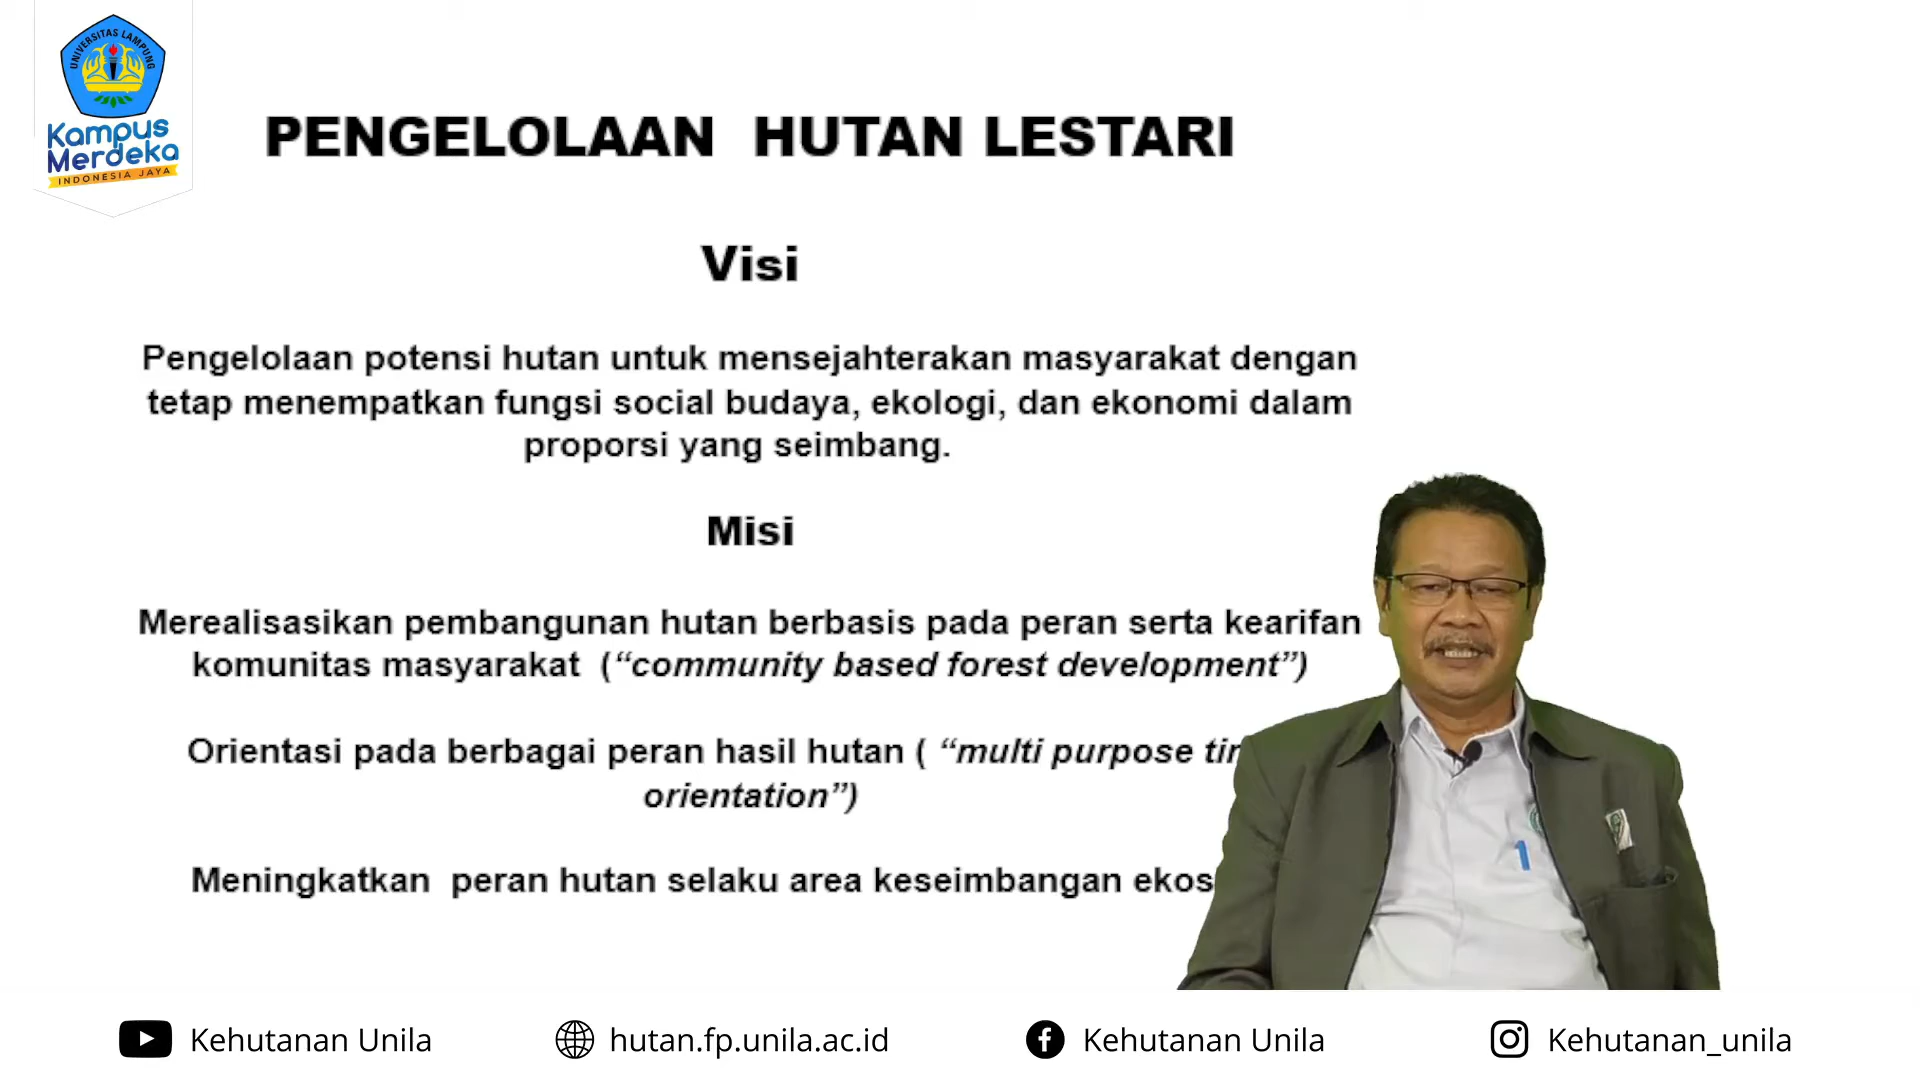 UNIVERSITAS LAMPUNG
Kampus
Merdeka
INDONESIA JAYA
PENGELOLAAN HUTAN LESTARI
Visi
Pengelolaan potensi hutan untuk mensejahterakan masyarakat dengan
tetap menempatkan fungsi social budaya, ekologi, dan ekonomi dalam
proporsi yang seimbang.
Misi
Merealisasikan pembangunan hutan berbasis pada peran serta kearifan
komunitas masyarakat (“community based forest development”)
Orientasi pada berbagai peran hasil hutan ( “multi purpose
orientation”)
Meningkatkan peran hutan selaku area keseimbangan
Kehutanan Unila
hutan.fp.unila.ac.id
Kehutanan Unila
Kehutanan_unila